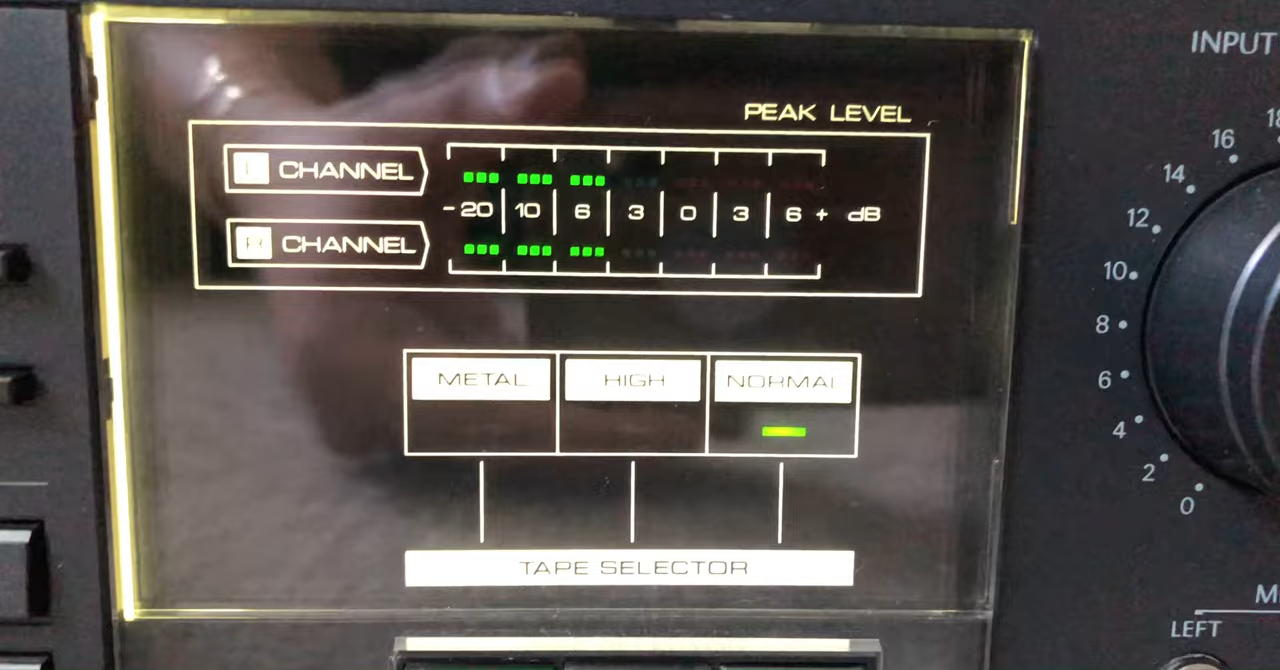 PEAK LEVEL
L CHANNEL
-20 10 6 3 0 3 6 + dB
R CHANNEL
METAL HIGH NORMAL
TAPE SELECTOR
INPUT
18
16
14
12
10
8
6
4
2
0
LEFT